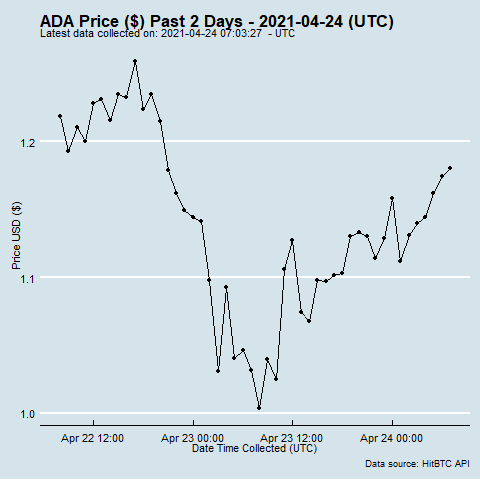 ADA Price ($) Past 2 Days - 2021-04-24 (UTC)
Latest data collected on: 2021-04-24 07:03:27 - UTC
1.2
1.1
1.0
Price USD ($)
Apr 22 12:00
Apr 23 00:00
Apr 23 12:00
Apr 24 00:00
Date Time Collected (UTC)
Data source: HitBTC API